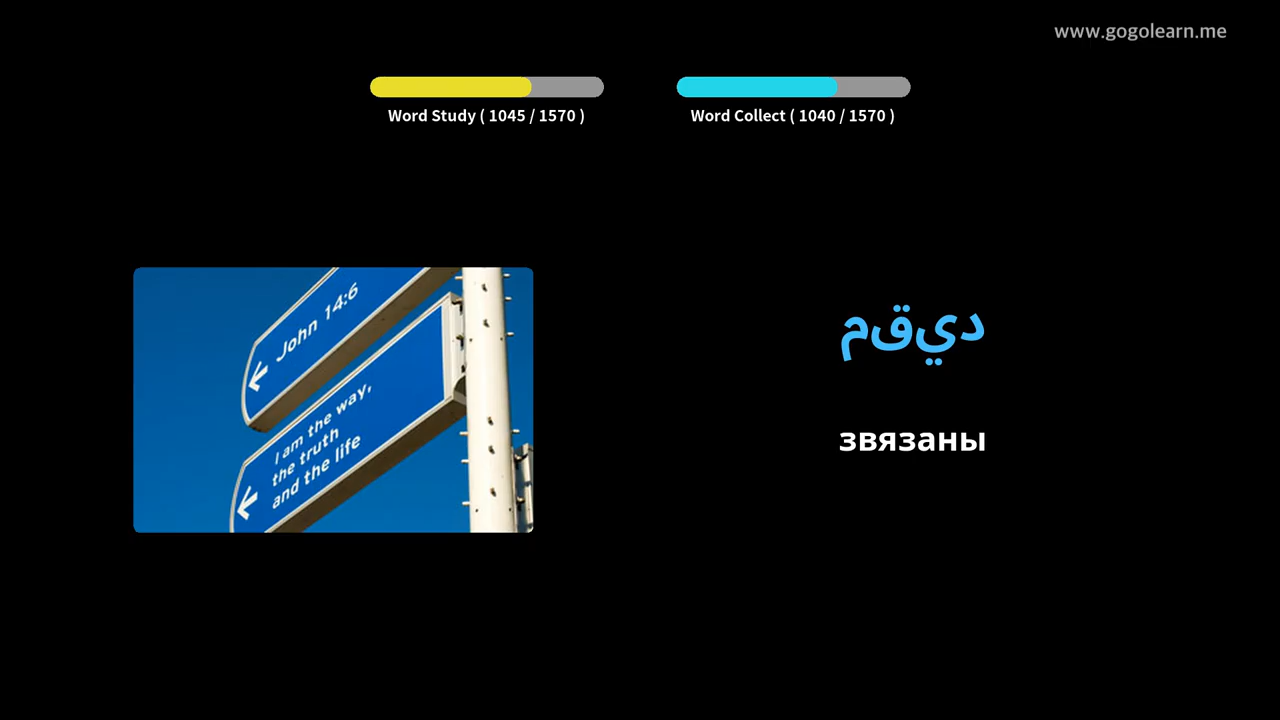 www.gogolearn.me
Word Study ( 1045 / 1570 )
Word Collect ( 1040 / 1570 )
John 14:6
I am the way,
the truth
and the life
ديقم
звязаны